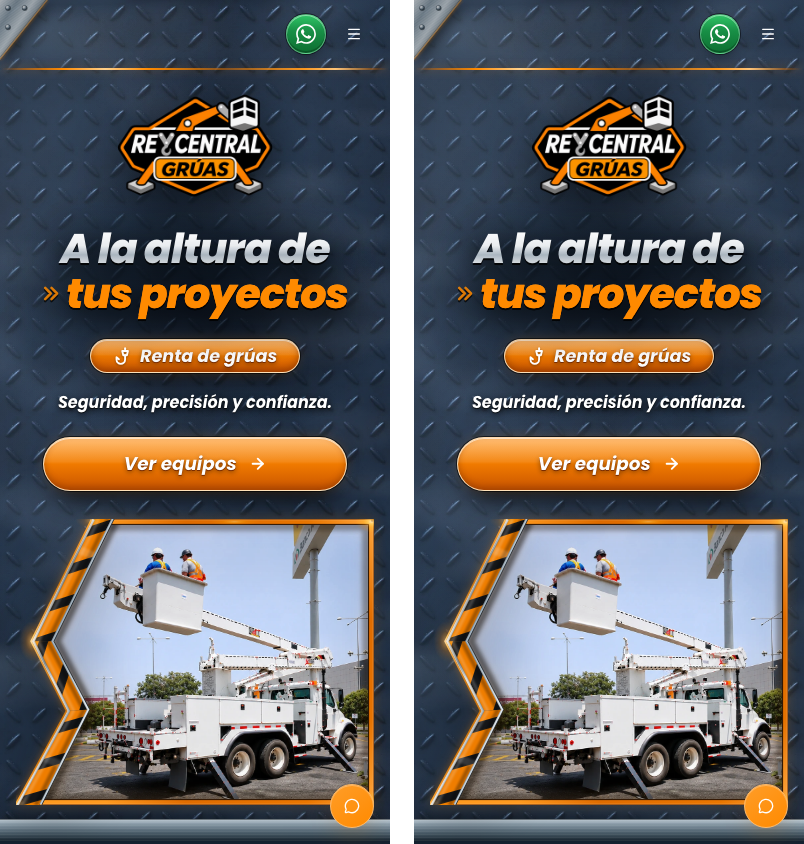 REYCENTRAL
GRÚAS
A la altura de
» tus proyectos
Renta de grúas
Seguridad, precisión y confianza.
Ver equipos →
REYCENTRAL
GRÚAS
A la altura de
» tus proyectos
Renta de grúas
Seguridad, precisión y confianza.
Ver equipos →